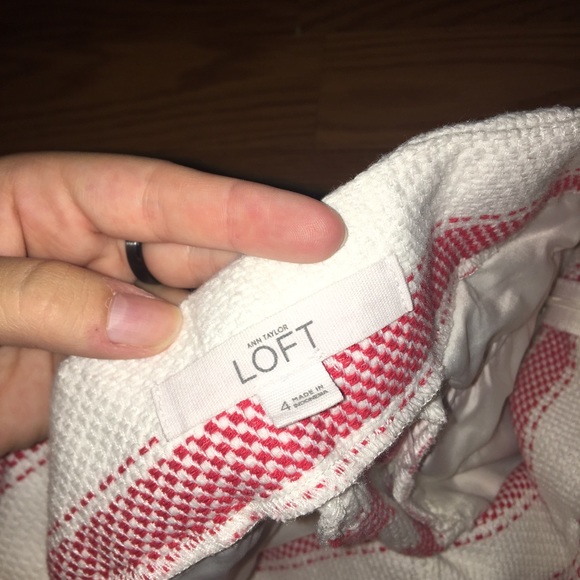 ANN TAYLOR
LOFT
4
MADE IN
INDONESIA